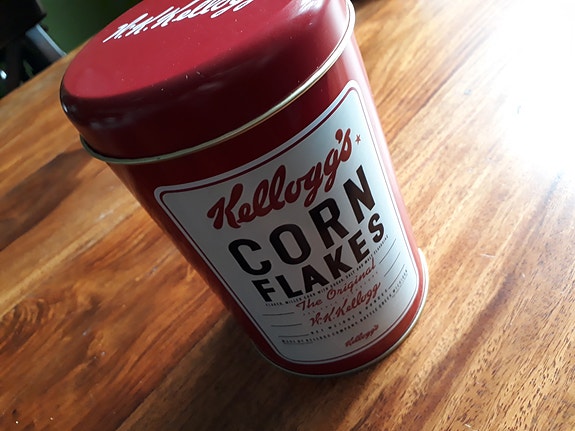 W.K. Kellogg
Kellogg's
CORN
FLAKES
The Original
W.K. Kellogg
Kellogg's